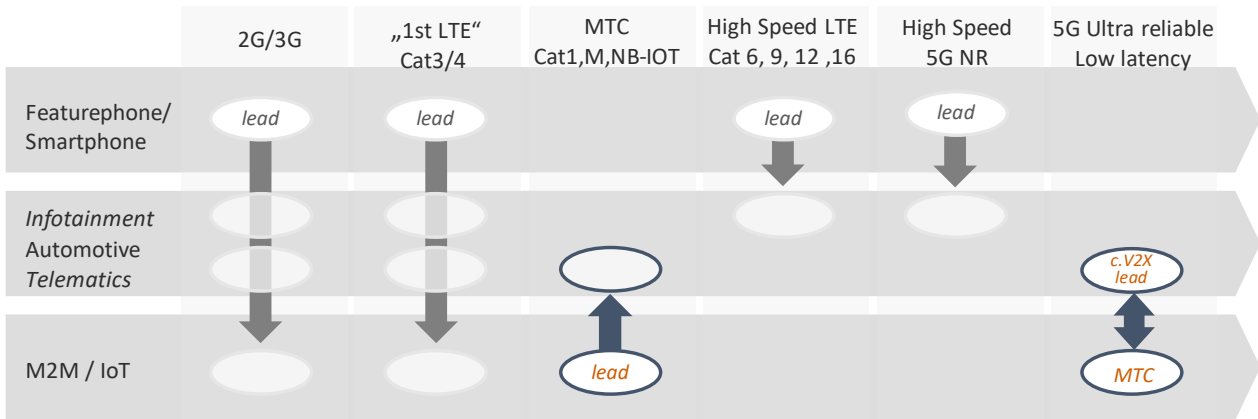 2G/3G
„1st LTE“
Cat3/4
MTC
Cat1,M,NB-IOT
High Speed LTE
Cat 6, 9, 12 ,16
High Speed
5G NR
5G Ultra reliable
Low latency
Featurephone/
Smartphone
lead
lead
lead
lead
Infotainment
Automotive
Telematics
c.V2X
lead
M2M / IoT
lead
MTC